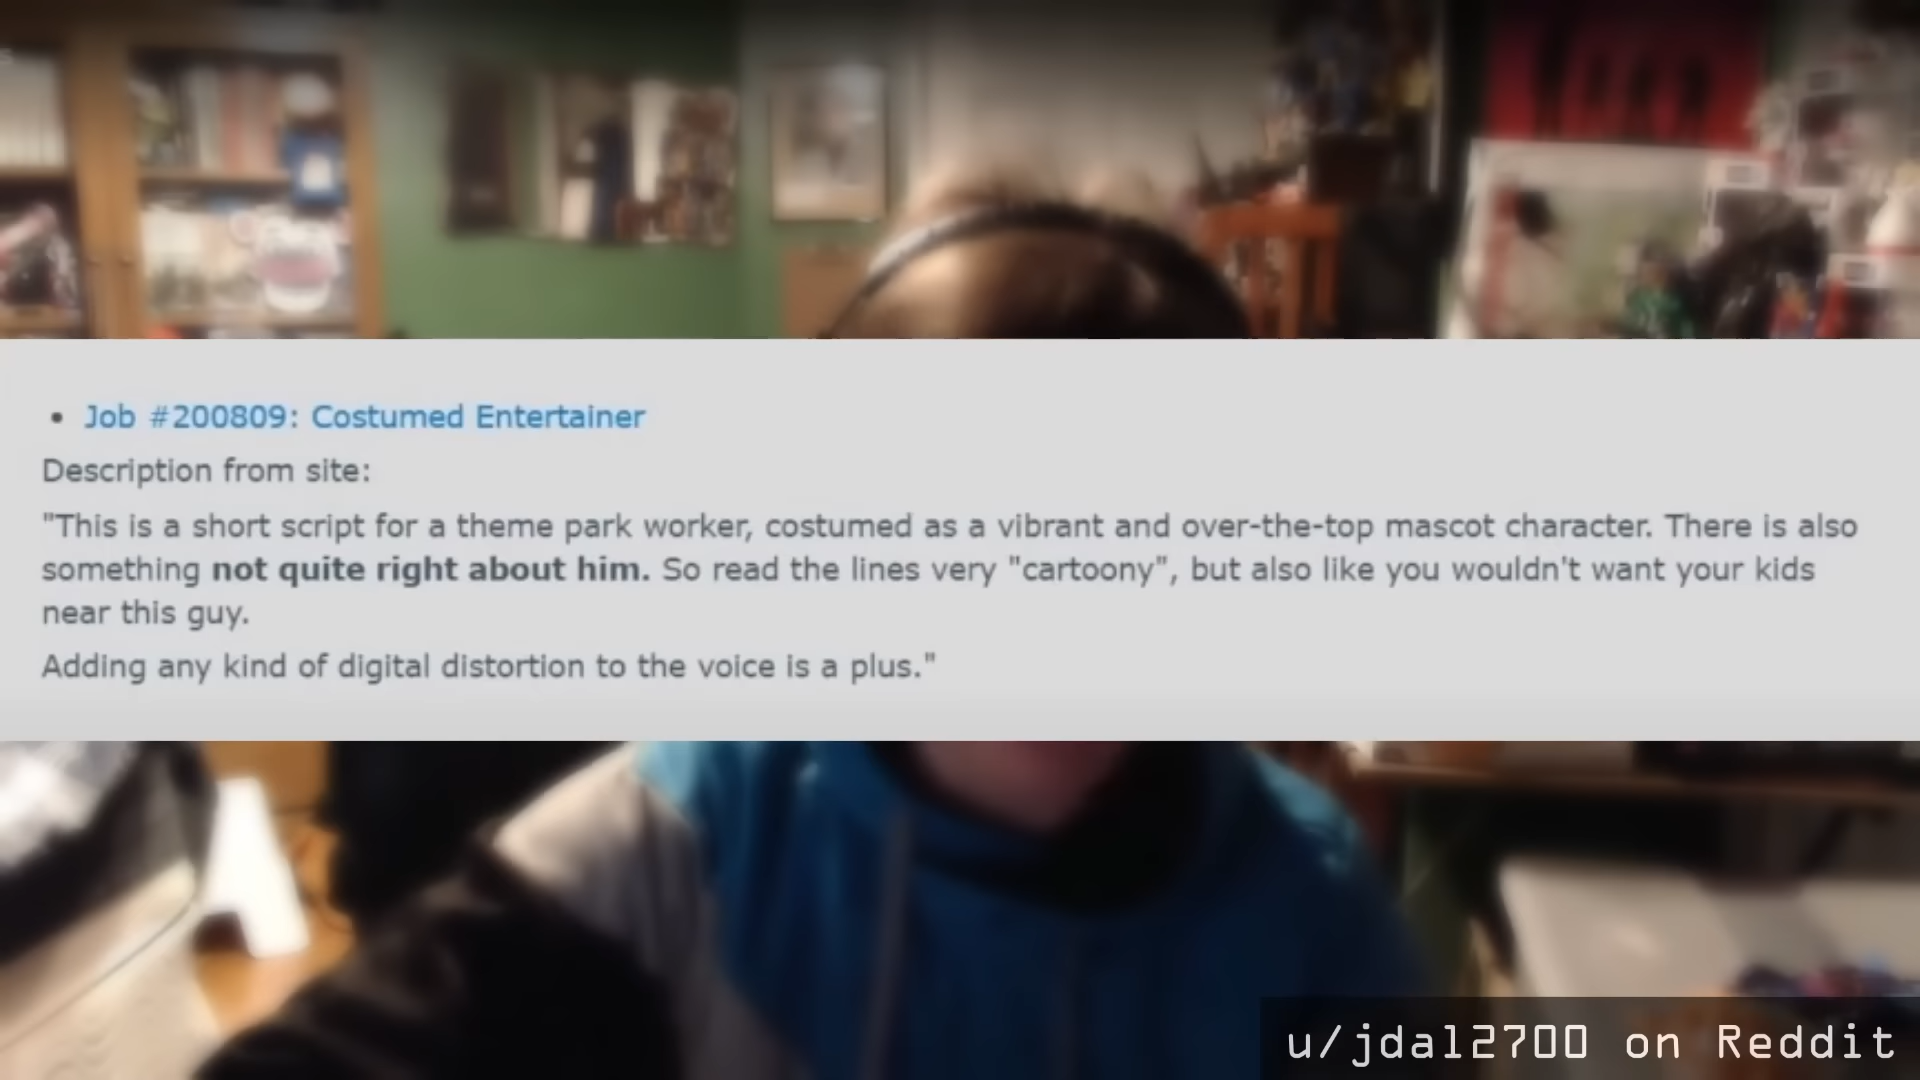 • Job #200809: Costumed Entertainer
Description from site:
"This is a short script for a theme park worker, costumed as a vibrant and over-the-top mascot character. There is also
something not quite right about him. So read the lines very "cartoony", but also like you wouldn't want your kids
near this guy.
Adding any kind of digital distortion to the voice is a plus."
u/jda12700 on Reddit